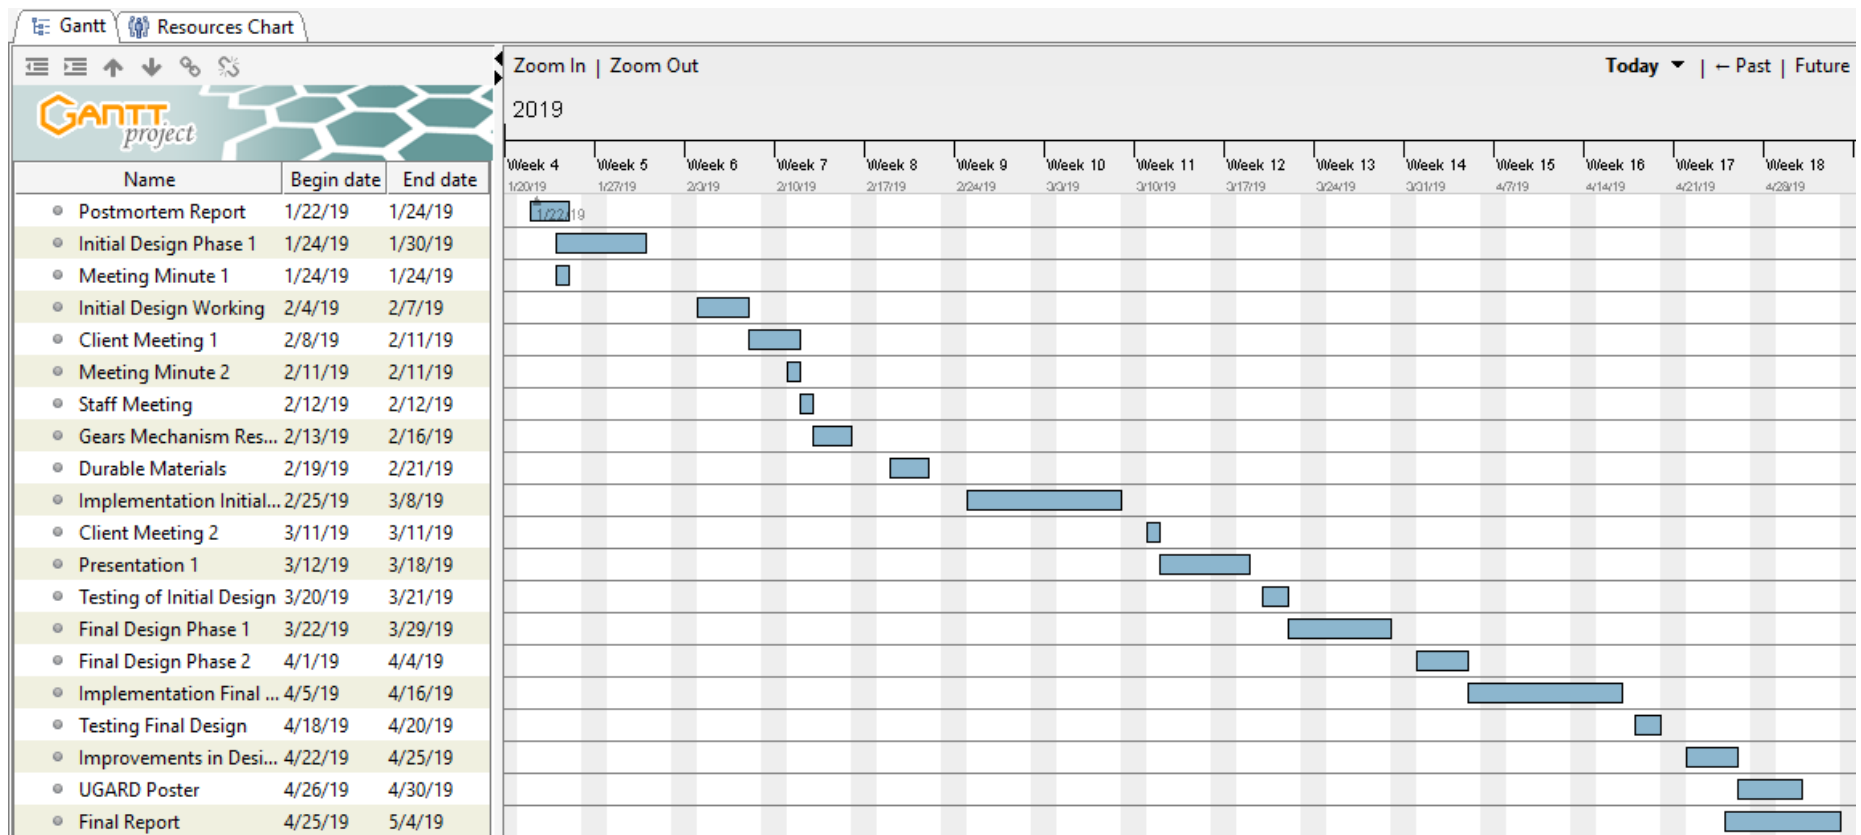 Gantt Resources Chart
Zoom In | Zoom Out Today | ← Past | Future
GANTT project
2019
Week 4 Week 5 Week 6 Week 7 Week 8 Week 9 Week 10 Week 11 Week 12 Week 13 Week 14 Week 15 Week 16 Week 17 Week 18
Name Begin date End date 1/20/19 1/27/19 2/3/19 2/10/19 2/17/19 2/24/19 3/3/19 3/10/19 3/17/19 3/24/19 3/31/19 4/7/19 4/14/19 4/21/19 4/28/19
Postmortem Report 1/22/19 1/24/19 1/22/19
Initial Design Phase 1 1/24/19 1/30/19
Meeting Minute 1 1/24/19 1/24/19
Initial Design Working 2/4/19 2/7/19
Client Meeting 1 2/8/19 2/11/19
Meeting Minute 2 2/11/19 2/11/19
Staff Meeting 2/12/19 2/12/19
Gears Mechanism Res... 2/13/19 2/16/19
Durable Materials 2/19/19 2/21/19
Implementation Initial... 2/25/19 3/8/19
Client Meeting 2 3/11/19 3/11/19
Presentation 1 3/12/19 3/18/19
Testing of Initial Design 3/20/19 3/21/19
Final Design Phase 1 3/22/19 3/29/19
Final Design Phase 2 4/1/19 4/4/19
Implementation Final ... 4/5/19 4/16/19
Testing Final Design 4/18/19 4/20/19
Improvements in Desi... 4/22/19 4/25/19
UGARD Poster 4/26/19 4/30/19
Final Report 4/25/19 5/4/19